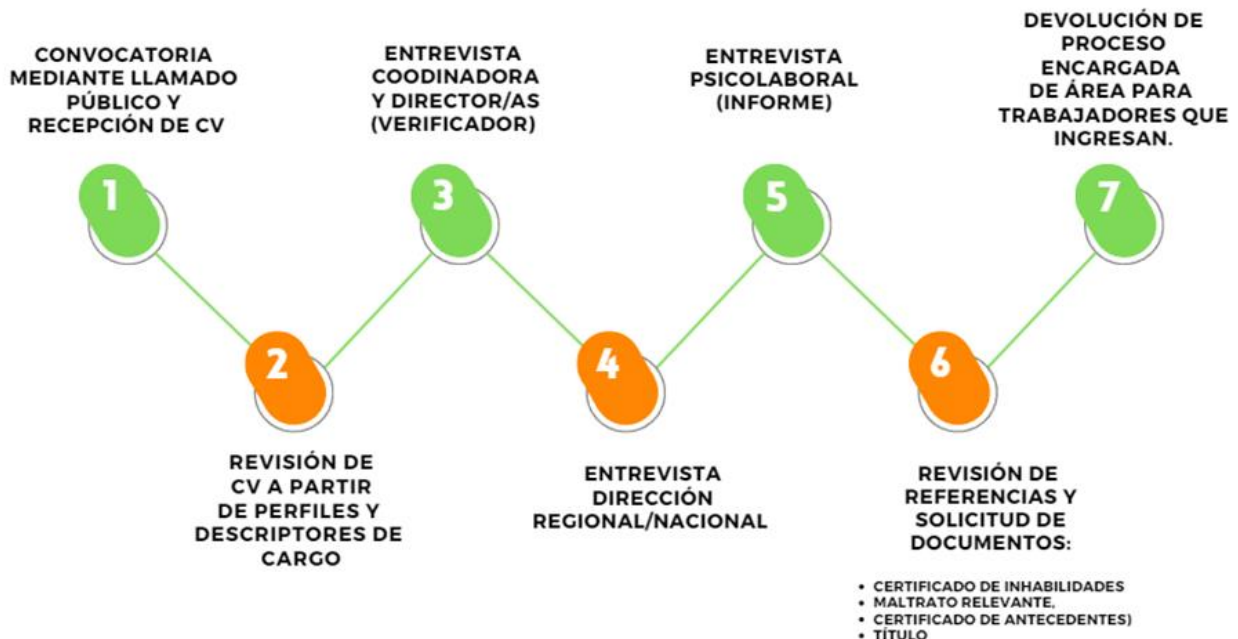 CONVOCATORIA
MEDIANTE LLAMADO
PÚBLICO Y
RECEPCIÓN DE CV
1
2
REVISIÓN DE
CV A PARTIR
DE PERFILES Y
DESCRIPTORES DE
CARGO
ENTREVISTA
COODINADORA
Y DIRECTOR/AS
(VERIFICADOR)
3
4
ENTREVISTA
DIRECCIÓN
REGIONAL/NACIONAL
ENTREVISTA
PSICOLABORAL
(INFORME)
5
6
REVISIÓN DE
REFERENCIAS Y
SOLICITUD DE
DOCUMENTOS:
• CERTIFICADO DE INHABILIDADES
• MALTRATO RELEVANTE,
• CERTIFICADO DE ANTECEDENTES)
• TÍTULO
DEVOLUCIÓN DE
PROCESO
ENCARGADA
DE ÁREA PARA
TRABAJADORES QUE
INGRESAN.
7